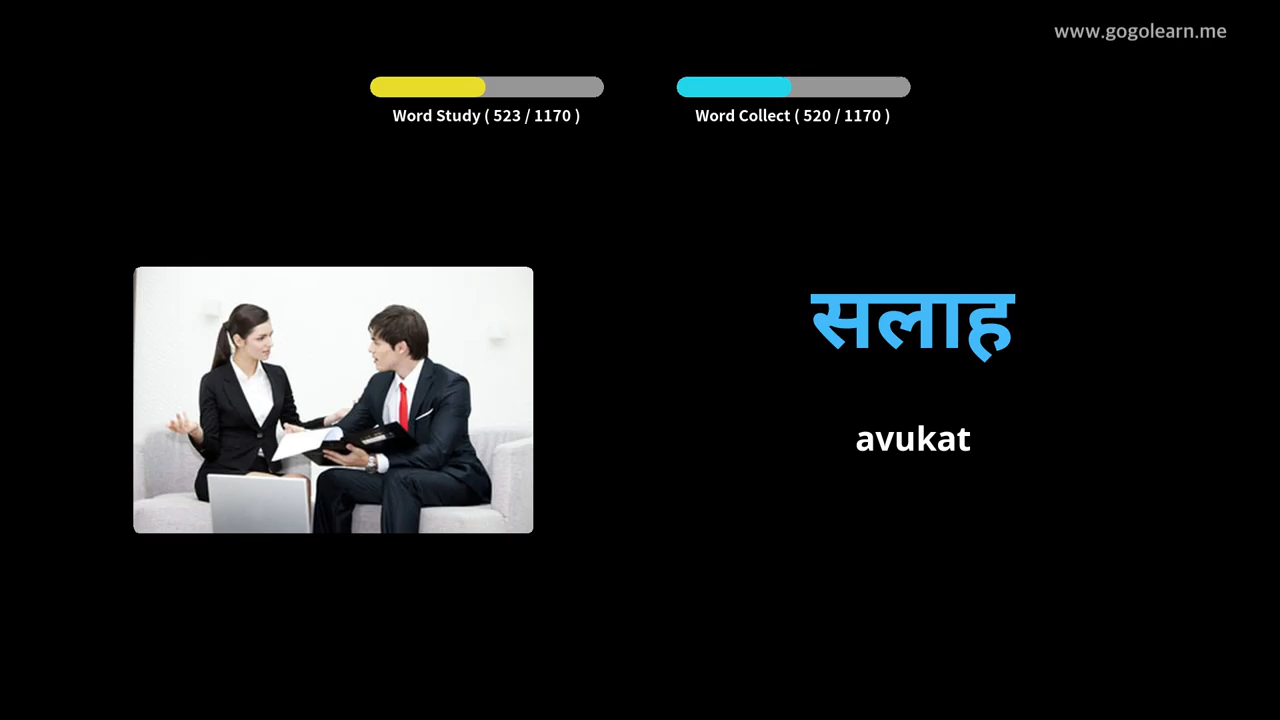 www.gogolearn.me
Word Study ( 523 / 1170 )
Word Collect ( 520 / 1170 )
सलाह
avukat